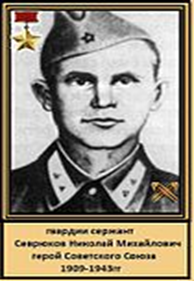 гвардии сержант
Севрюков Николай Михайлович
герой Советского Союза
1909-1943гг